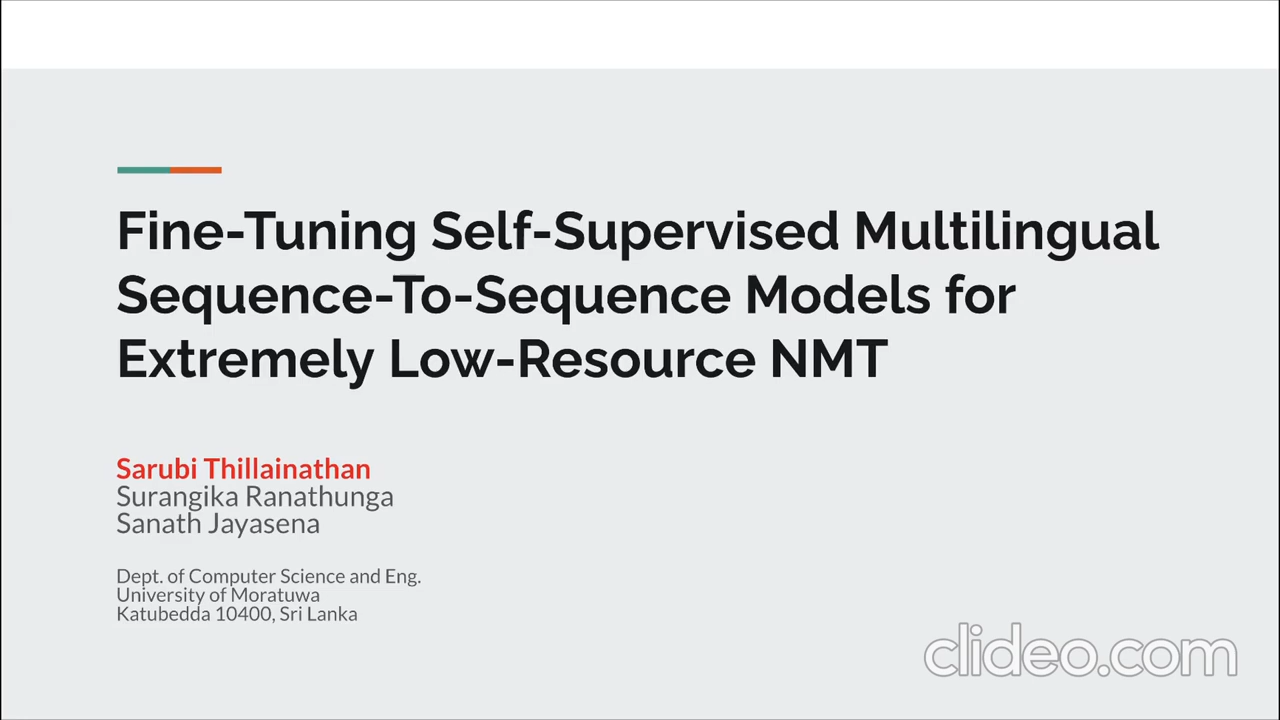 Fine-Tuning Self-Supervised Multilingual
Sequence-To-Sequence Models for
Extremely Low-Resource NMT
Sarubi Thillainathan
Surangika Ranathunga
Sanath Jayasena
Dept. of Computer Science and Eng.
University of Moratuwa
Katubedda 10400, Sri Lanka
clideo.com